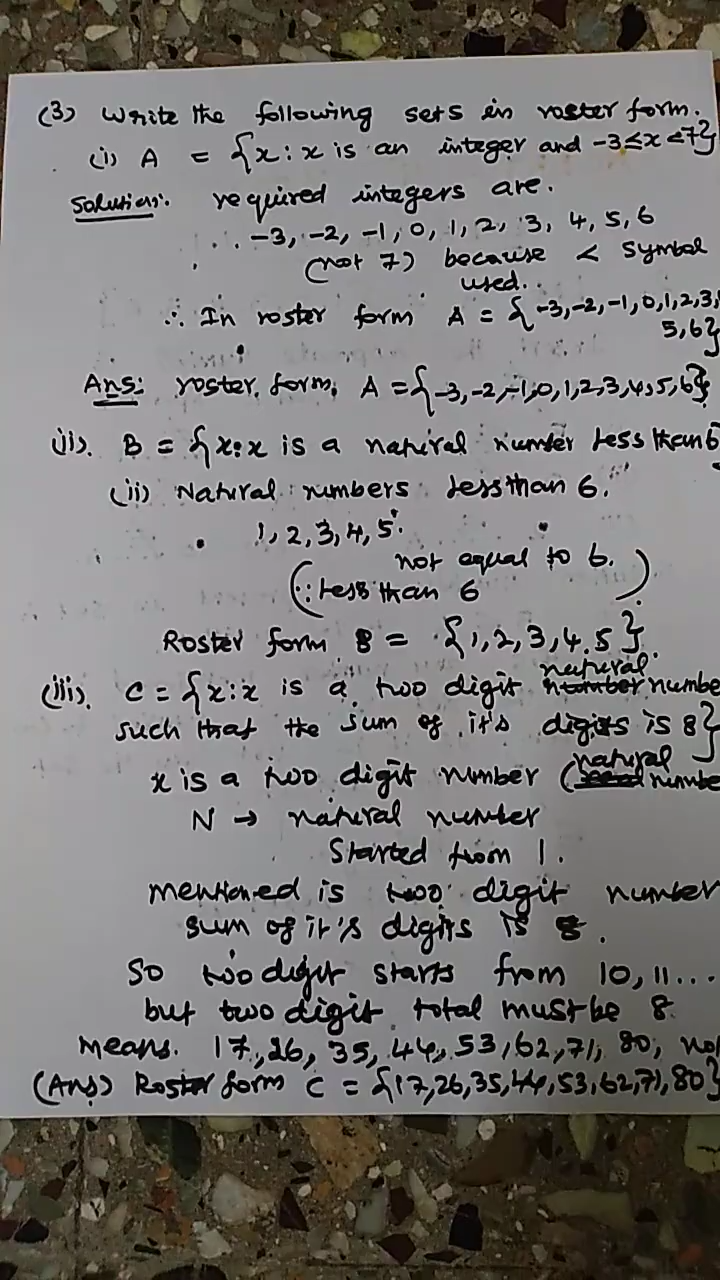 (3) Write the following sets in roster form.
(i) A = {x : x is an integer and -3≤x<7}
Solution: required integers are.
∴ -3, -2, -1, 0, 1, 2, 3, 4, 5, 6
(not 7) because < symbol
used..
∴ In roster form A = {-3,-2,-1,0,1,2,3,
5,6}
Ans: roster form, A = {-3,-2,-1,0,1,2,3,4,5,6}
(ii). B = {x:x is a natural number less than 6
(ii) Natural numbers less than 6.
1, 2, 3, 4, 5.
not equal to 6.
(∵ less than 6 )
Roster form B = {1,2,3,4.5}.
natural
(iii). C = {x:x is a two digit numbe
such that the sum of it's digits is 8}
natural
x is a two digit number ( numbe
N → natural number
Started from 1.
mentioned is two digit number
sum of it's digits is 8.
So two digit starts from 10, 11...
but two digit total must be 8
means. 17, 26, 35, 44, 53, 62, 71, 80, no
(Ans) Roster form C = {17,26,35,44,53,62,71,80}